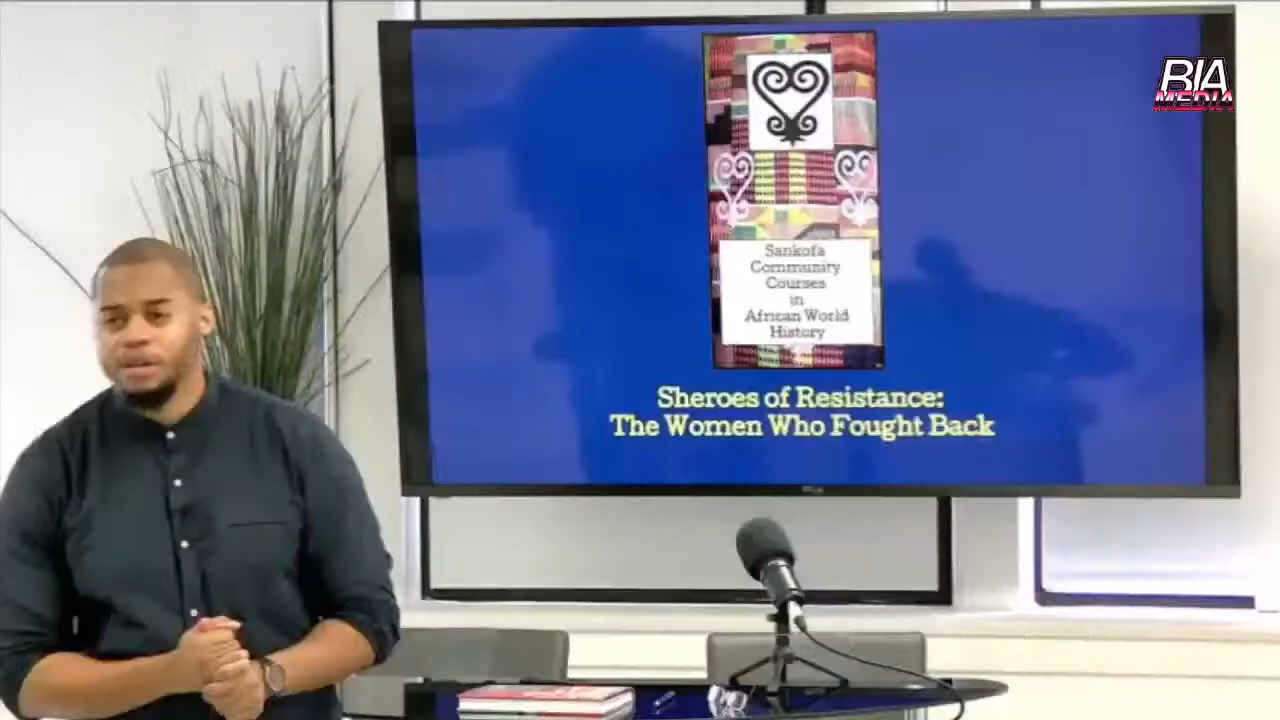 BIA
MEDIA
Sankofa
Community
Courses
in
African World
History
Sheroes of Resistance:
The Women Who Fought Back